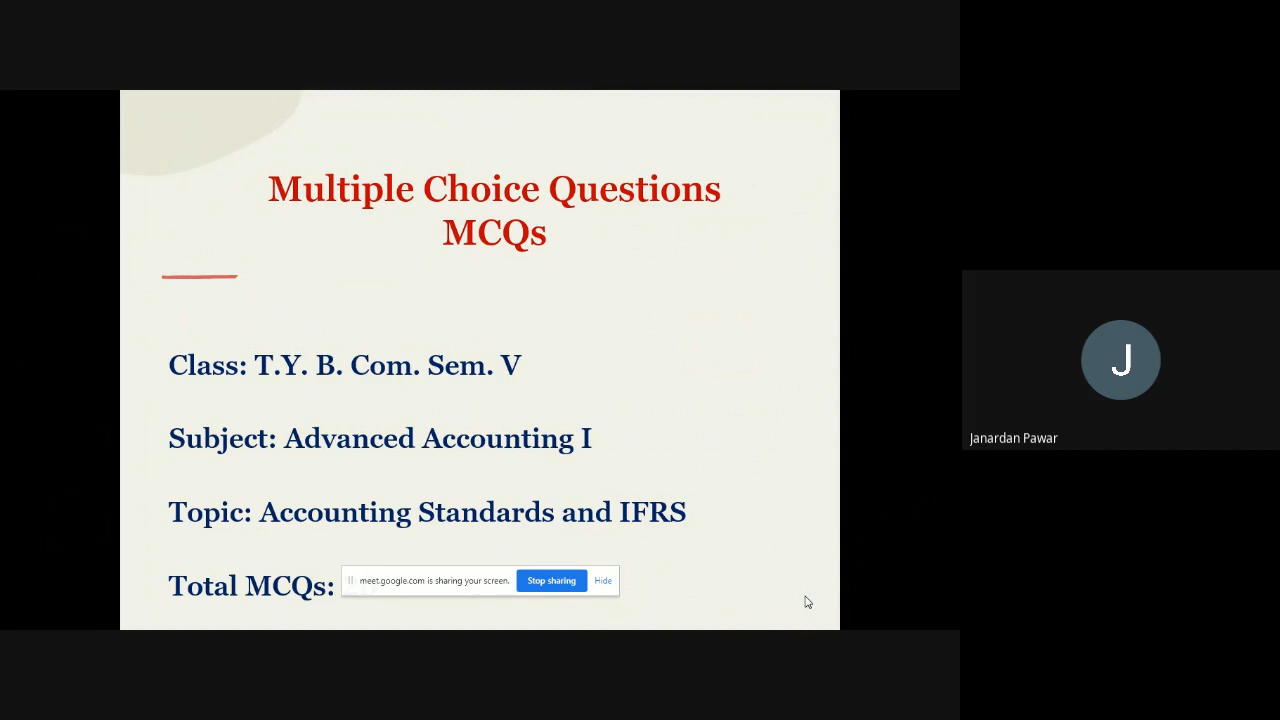 Multiple Choice Questions
MCQs
Class: T.Y. B. Com. Sem. V
Subject: Advanced Accounting I
Topic: Accounting Standards and IFRS
Total MCQs:
meet.google.com is sharing your screen. Stop sharing Hide
J
Janardan Pawar